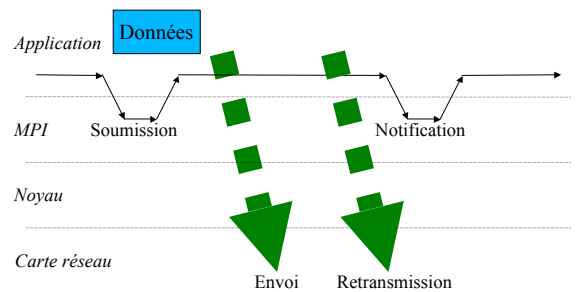 Données
Application
Soumission
Notification
MPI
Noyau
Carte réseau
Envoi
Retransmission